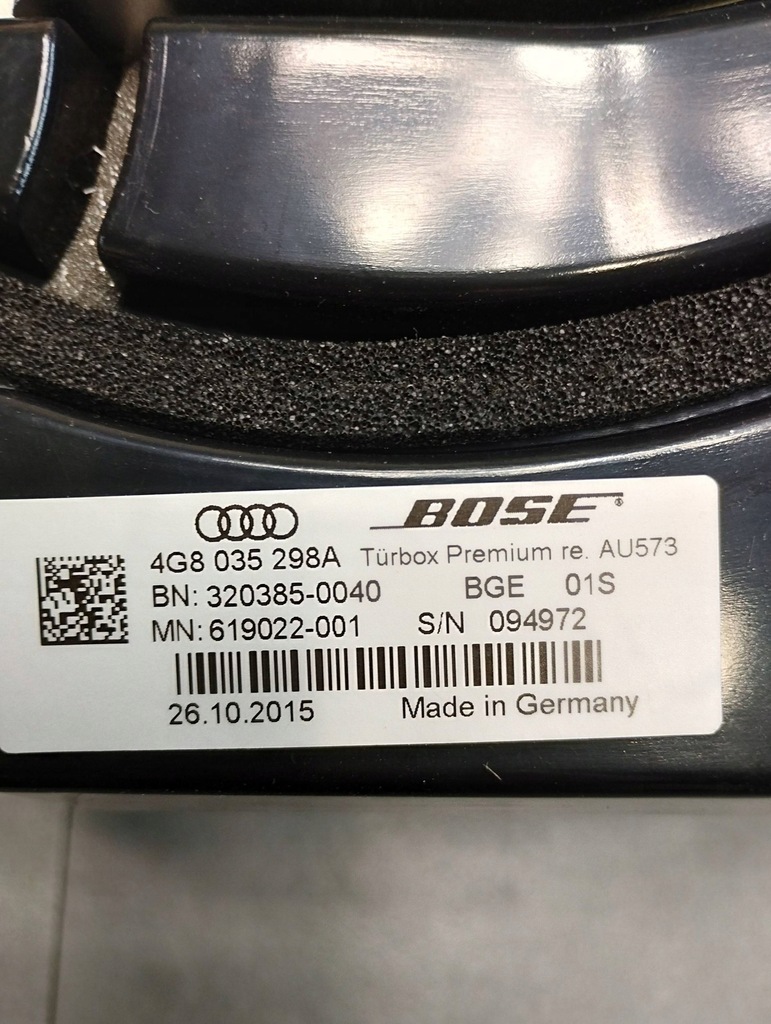 BOSE®
4G8 035 298A Türbox Premium re. AU573
BN: 320385-0040 BGE 01S
MN: 619022-001 S/N 094972
26.10.2015 Made in Germany